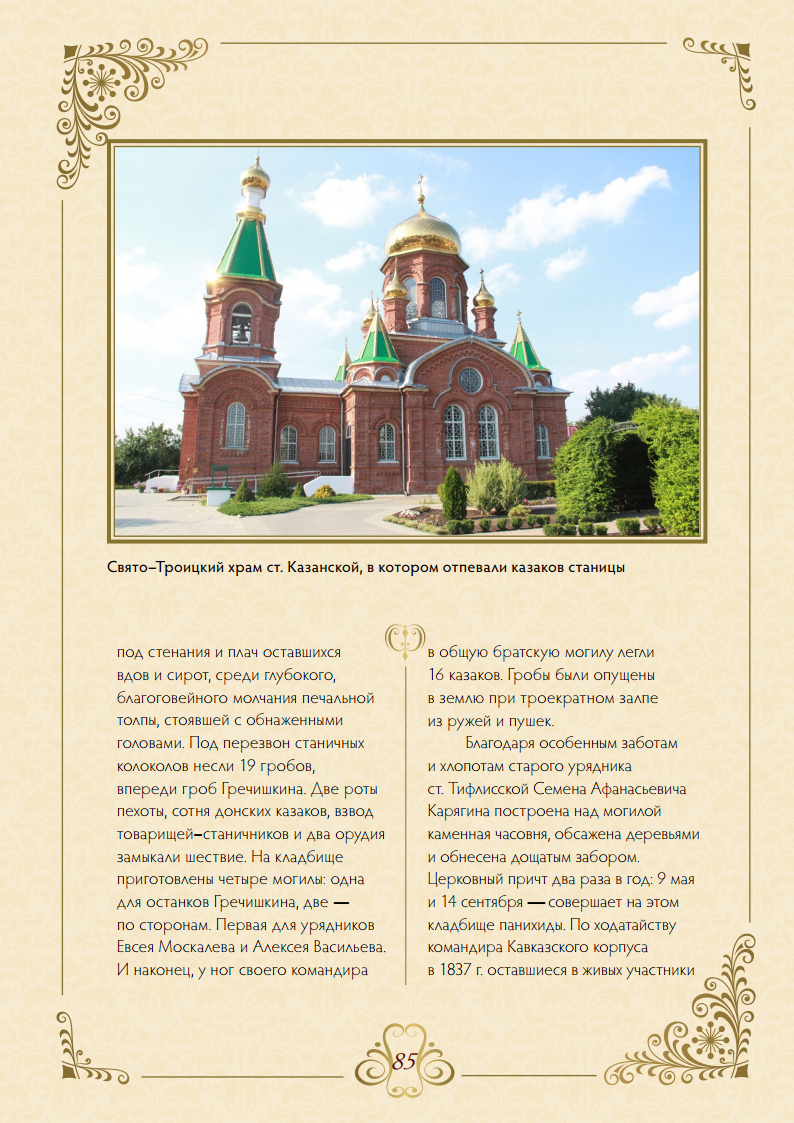 Свято–Троицкий храм ст. Казанской, в котором отпевали казаков станицы
под стенания и плач оставшихся
вдов и сирот, среди глубокого,
благоговейного молчания печальной
толпы, стоявшей с обнаженными
головами. Под перезвон станичных
колоколов несли 19 гробов,
впереди гроб Гречишкина. Две роты
пехоты, сотня донских казаков, взвод
товарищей–станичников и два орудия
замыкали шествие. На кладбище
приготовлены четыре могилы: одна
для останков Гречишкина, две —
по сторонам. Первая для урядников
Евсея Москалева и Алексея Васильева.
И наконец, у ног своего командира
в общую братскую могилу легли
16 казаков. Гробы были опущены
в землю при троекратном залпе
из ружей и пушек.
Благодаря особенным заботам
и хлопотам старого урядника
ст. Тифлисской Семена Афанасьевича
Карягина построена над могилой
каменная часовня, обсажена деревьями
и обнесена дощатым забором.
Церковный причт два раза в год: 9 мая
и 14 сентября — совершает на этом
кладбище панихиды. По ходатайству
командира Кавказского корпуса
в 1837 г. оставшиеся в живых участники
85